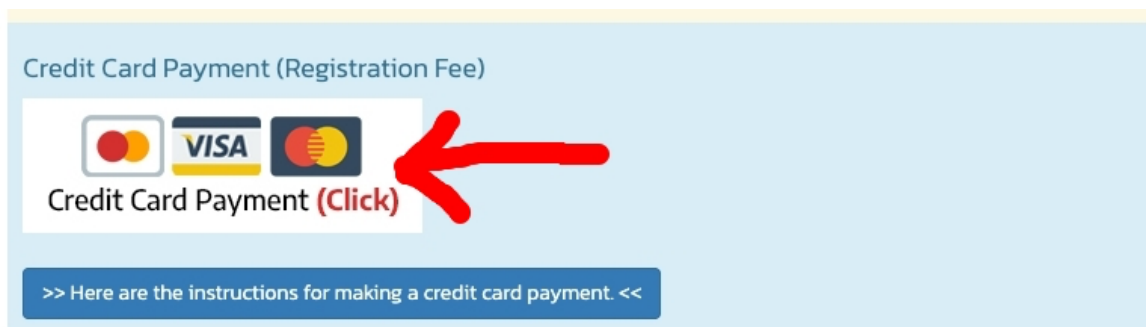 Credit Card Payment (Registration Fee)
VISA
Credit Card Payment (Click)
>> Here are the instructions for making a credit card payment. <<